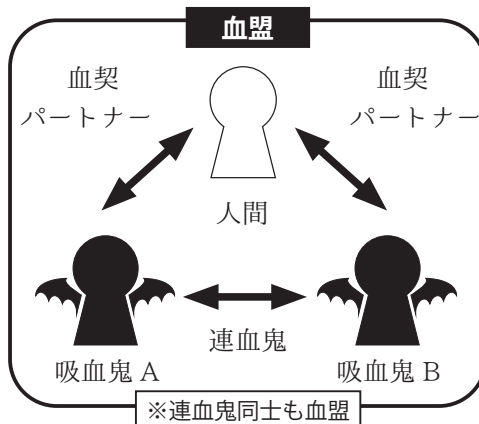 血盟
血契
パートナー
血契
パートナー
人間
連血鬼
吸血鬼 A
吸血鬼 B
※連血鬼同士も血盟